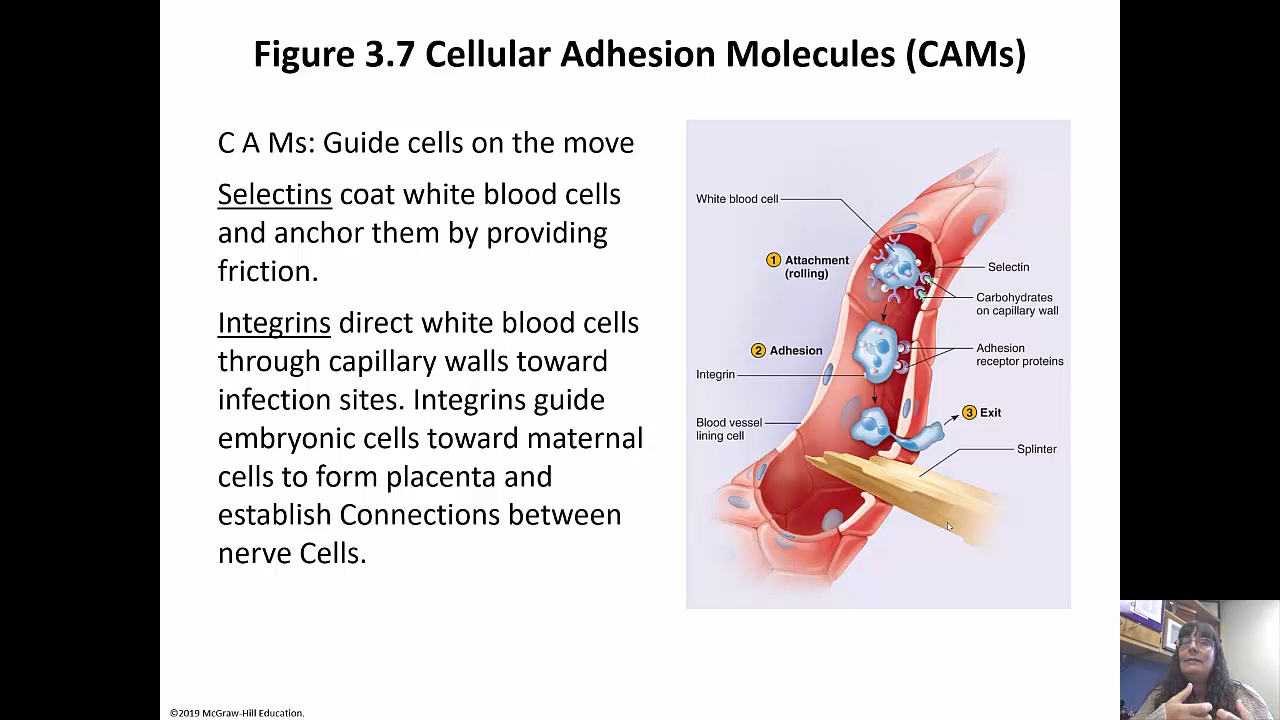 Figure 3.7 Cellular Adhesion Molecules (CAMs)
C A Ms: Guide cells on the move
Selectins coat white blood cells
and anchor them by providing
friction.
Integrins direct white blood cells
through capillary walls toward
infection sites. Integrins guide
embryonic cells toward maternal
cells to form placenta and
establish Connections between
nerve Cells.
White blood cell
1 Attachment
(rolling)
Selectin
Carbohydrates
on capillary wall
2 Adhesion
Adhesion
receptor proteins
Integrin
3 Exit
Blood vessel
lining cell
Splinter
©2019 McGraw-Hill Education.